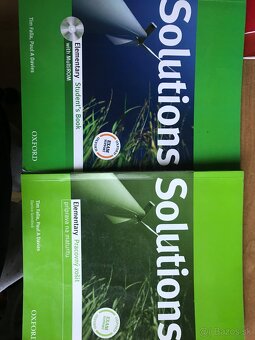 Solutions
Elementary
Student's Book
with MultiROM
Tim Falla, Paul A Davies
OXFORD
Solutions
Elementary
Pracovný zošit
príprava na maturitu
Tim Falla, Paul A Davies
OXFORD
bazos.sk